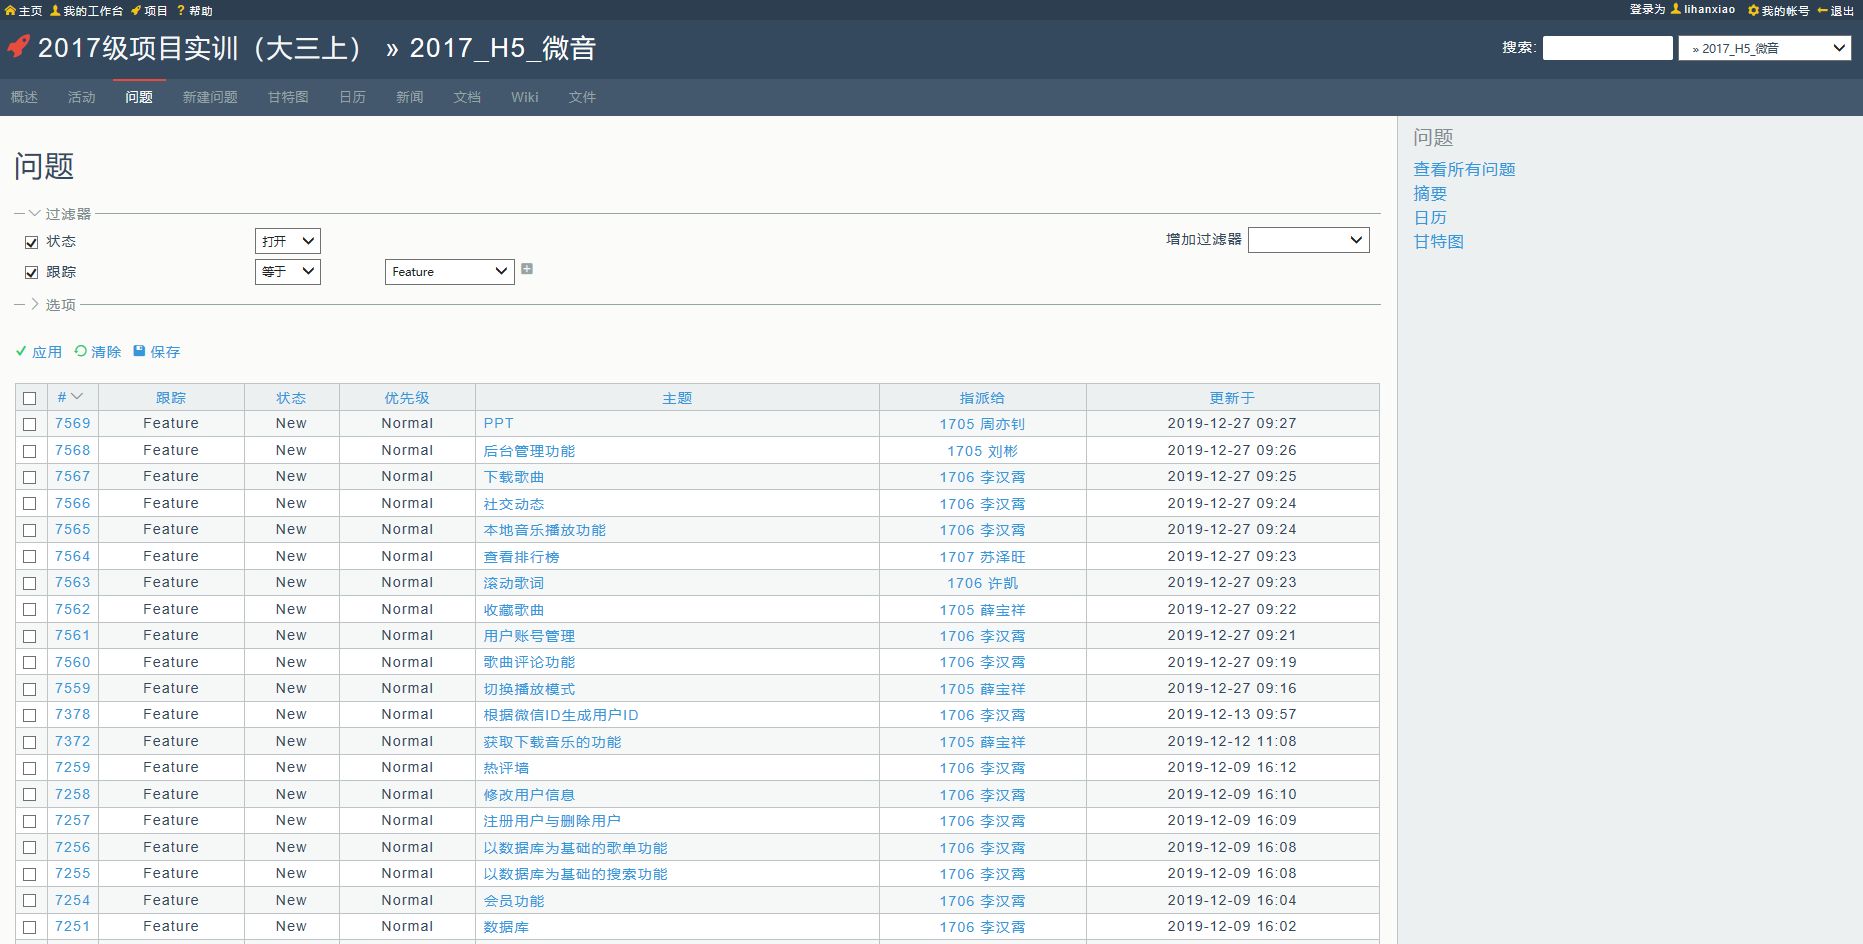 主页 我的工作台 项目 帮助 登录为 lihanxiao 我的帐号 退出
2017级项目实训（大三上） » 2017_H5_微音 搜索: » 2017_H5_微音
概述 活动 问题 新建问题 甘特图 日历 新闻 文档 Wiki 文件
问题
问题
查看所有问题
摘要
日历
甘特图
过滤器
状态 打开 增加过滤器
跟踪 等于 Feature
选项
应用 清除 保存
# 跟踪 状态 优先级 主题 指派给 更新于
7569 Feature New Normal PPT 1705 周亦钊 2019-12-27 09:27
7568 Feature New Normal 后台管理功能 1705 刘彬 2019-12-27 09:26
7567 Feature New Normal 下载歌曲 1706 李汉霄 2019-12-27 09:25
7566 Feature New Normal 社交动态 1706 李汉霄 2019-12-27 09:24
7565 Feature New Normal 本地音乐播放功能 1706 李汉霄 2019-12-27 09:24
7564 Feature New Normal 查看排行榜 1707 苏泽旺 2019-12-27 09:23
7563 Feature New Normal 滚动歌词 1706 许凯 2019-12-27 09:23
7562 Feature New Normal 收藏歌曲 1705 薛宝祥 2019-12-27 09:22
7561 Feature New Normal 用户账号管理 1706 李汉霄 2019-12-27 09:21
7560 Feature New Normal 歌曲评论功能 1706 李汉霄 2019-12-27 09:19
7559 Feature New Normal 切换播放模式 1705 薛宝祥 2019-12-27 09:16
7378 Feature New Normal 根据微信ID生成用户ID 1706 李汉霄 2019-12-13 09:57
7372 Feature New Normal 获取下载音乐的功能 1705 薛宝祥 2019-12-12 11:08
7259 Feature New Normal 热评墙 1706 李汉霄 2019-12-09 16:12
7258 Feature New Normal 修改用户信息 1706 李汉霄 2019-12-09 16:10
7257 Feature New Normal 注册用户与删除用户 1706 李汉霄 2019-12-09 16:09
7256 Feature New Normal 以数据库为基础的歌单功能 1706 李汉霄 2019-12-09 16:08
7255 Feature New Normal 以数据库为基础的搜索功能 1706 李汉霄 2019-12-09 16:08
7254 Feature New Normal 会员功能 1706 李汉霄 2019-12-09 16:04
7251 Feature New Normal 数据库 1706 李汉霄 2019-12-09 16:02